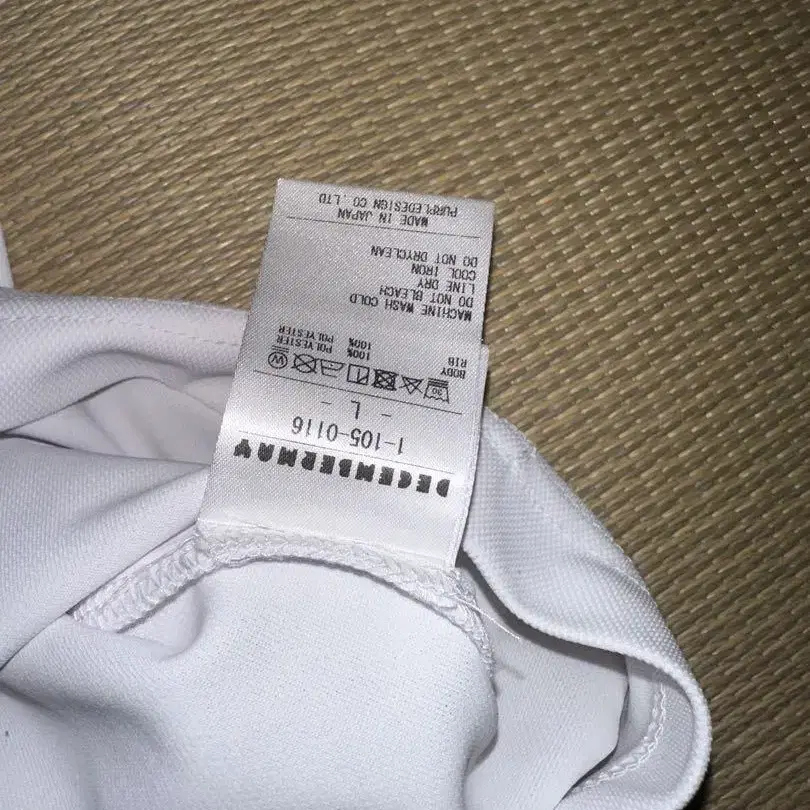 DECEMBERMAY
1-105-0116
- L -
30
W
BODY 100% POLYESTER
RIB 100% POLYESTER
MACHINE WASH COLD
DO NOT BLEACH
LINE DRY
COOL IRON
DO NOT DRYCLEAN
MADE IN JAPAN
PURPLEDESIGN CO.,LTD